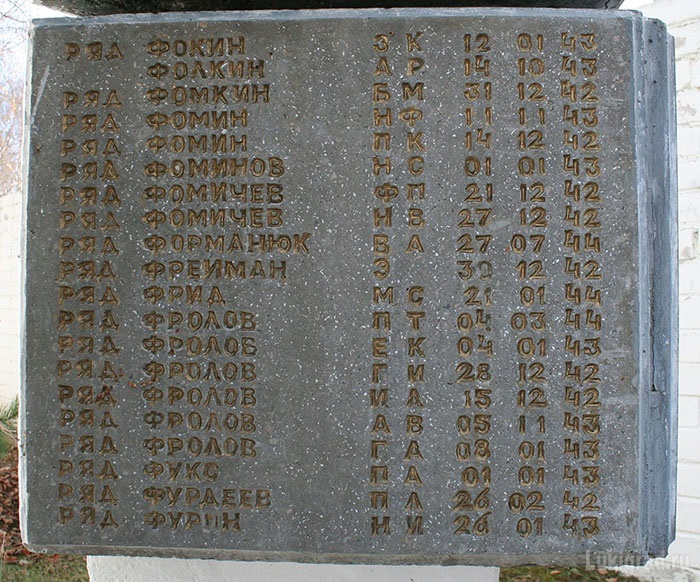 РЯД ФОКИН З К 12 01 43
ФОЛКИН А Р 14 10 43
РЯД ФОМКИН Б М 31 12 42
РЯД ФОМИН Н Ф 11 11 43
РЯД ФОМИН П К 14 12 42
РЯД ФОМИНОВ Н С 01 01 43
РЯД ФОМИЧЕВ Ф П 21 12 42
РЯД ФОМИЧЕВ Н В 27 12 42
РЯД ФОРМАНЮК В А 27 07 44
РЯД ФРЕЙМАН Э 30 12 42
РЯД ФРИД М С 21 01 44
РЯД ФРОЛОВ П Т 04 03 44
РЯД ФРОЛОВ Е К 04 01 43
РЯД ФРОЛОВ Г И 28 12 42
РЯД ФРОЛОВ И А 15 12 42
РЯД ФРОЛОВ А В 05 11 43
РЯД ФРОЛОВ Г А 08 01 43
РЯД ФУКС П А 01 01 43
РЯД ФУРДЕЕВ П Л 26 02 42
РЯД ФУРИН Н И 26 01 43